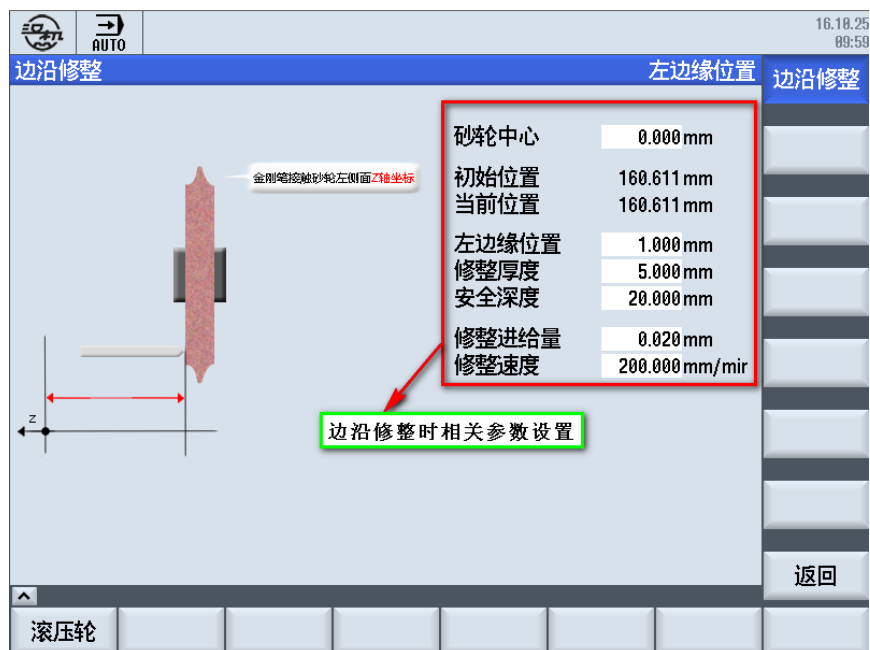 汉机
AUTO
16.10.25
09:59
边沿修整
左边缘位置
边沿修整
砂轮中心 0.000 mm
金刚笔接触砂轮左侧面Z轴坐标
初始位置 160.611 mm
当前位置 160.611 mm
左边缘位置 1.000 mm
修整厚度 5.000 mm
安全深度 20.000 mm
修整进给量 0.020 mm
修整速度 200.000 mm/mir
边沿修整时相关参数设置
Z
返回
滚压轮